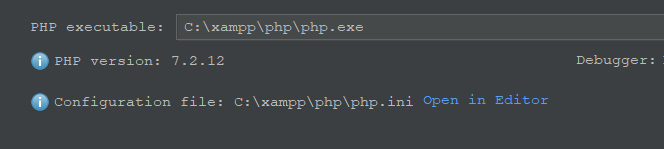 PHP executable: C:\xampp\php\php.exe
PHP version: 7.2.12 Debugger:
Configuration file: C:\xampp\php\php.ini Open in Editor